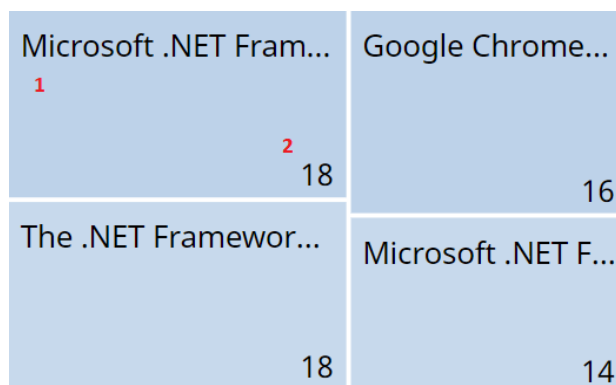 Microsoft .NET Fram...
1
2
18
Google Chrome...
16
The .NET Framewor...
18
Microsoft .NET F...
14